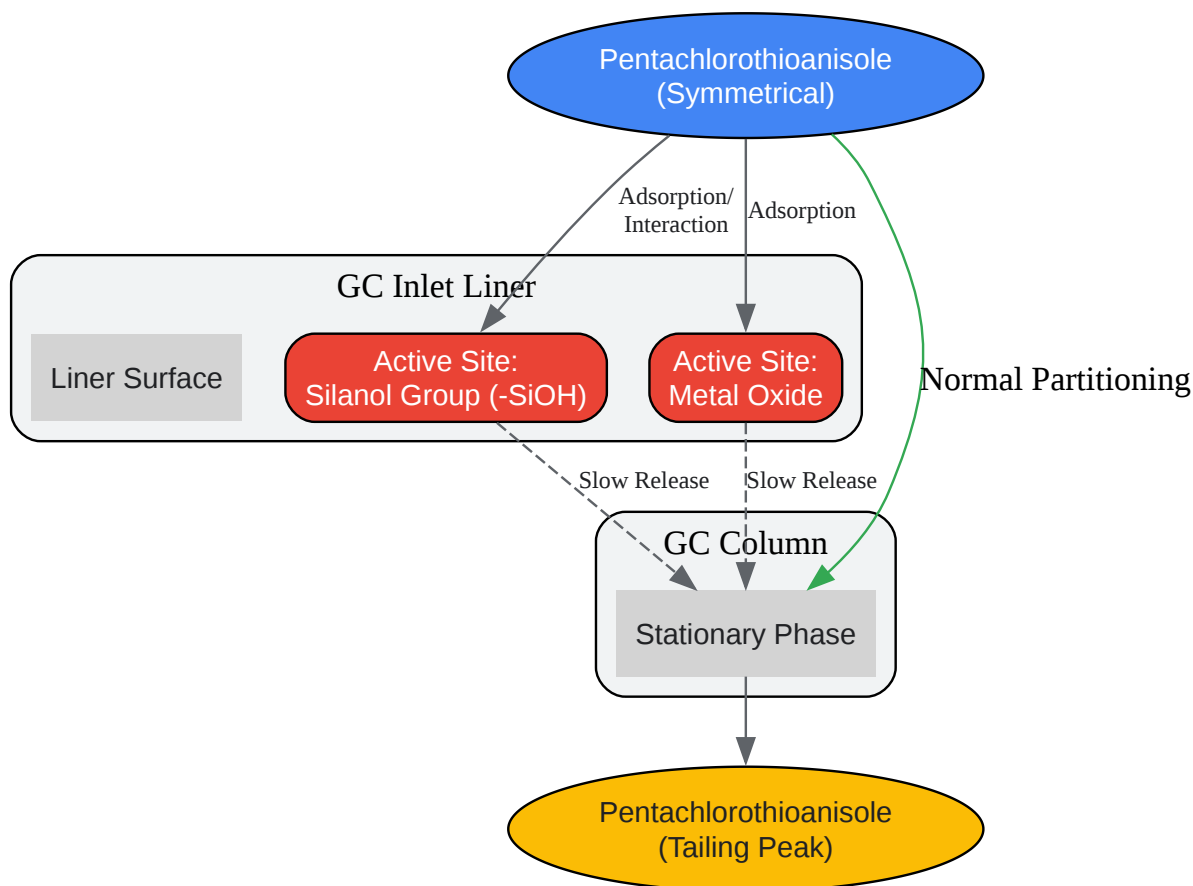 Pentachlorothioanisole
(Symmetrical)
Adsorption/
Interaction
Adsorption
GC Inlet Liner
Liner Surface
Active Site:
Silanol Group (-SiOH)
Active Site:
Metal Oxide
Normal Partitioning
Slow Release
Slow Release
GC Column
Stationary Phase
Pentachlorothioanisole
(Tailing Peak)